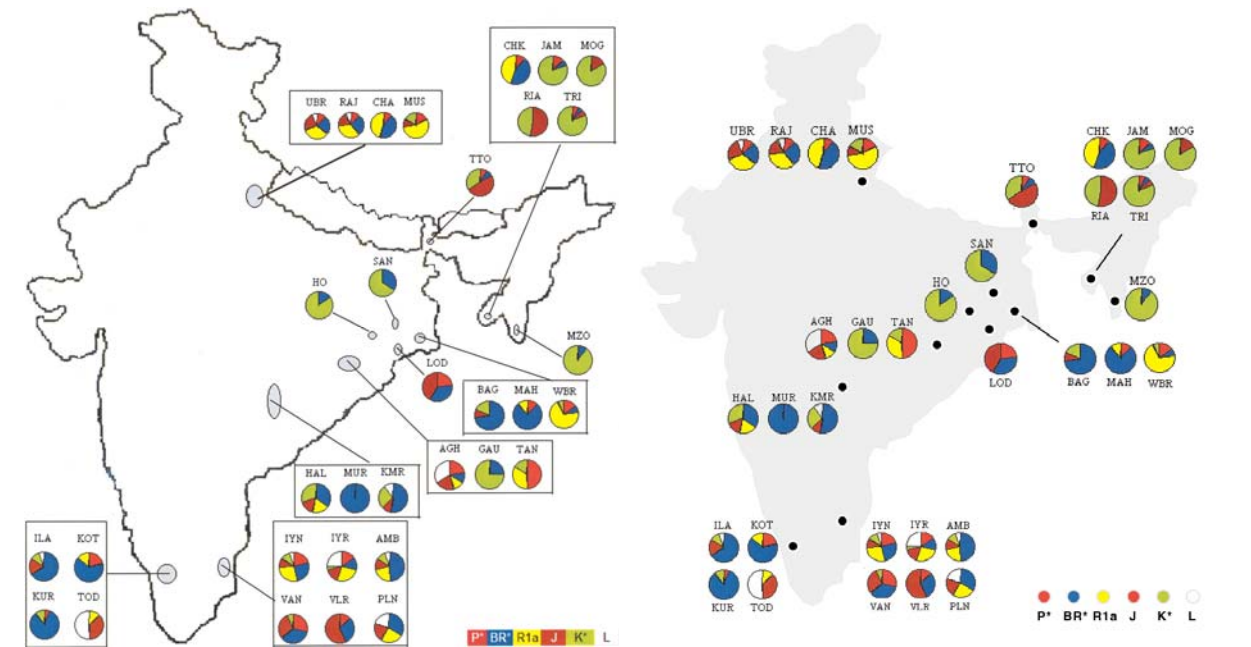 CHK JAM MOG
RIA TRI
UBR RAJ CHA MUS
TTO
SAN
HO
MZO
LOD
BAG MAH WBR
AGH GAU TAN
HAL MUR KMR
ILA KOT
KUR TOD
IYN IYR AMB
VAN VLR PLN
P* BR* R1a J K* L
UBR RAJ CHA MUS
CHK JAM MOG
TTO
RIA TRI
SAN
HO
MZO
AGH GAU TAN
LOD
BAG MAH WBR
HAL MUR KMR
ILA KOT
KUR TOD
IYN IYR AMB
VAN VLR PLN
P* BR* R1a J K* L